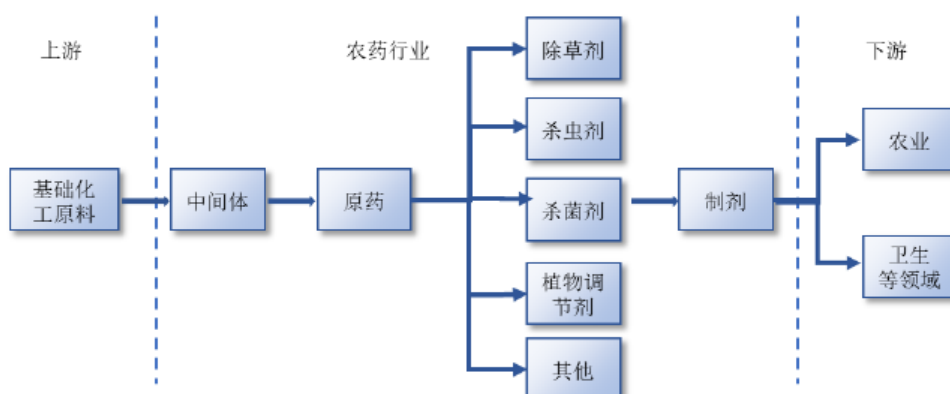 上游
农药行业
下游
除草剂
杀虫剂
农业
基础化
工原料
中间体
原药
杀菌剂
制剂
卫生
等领域
植物调
节剂
其他